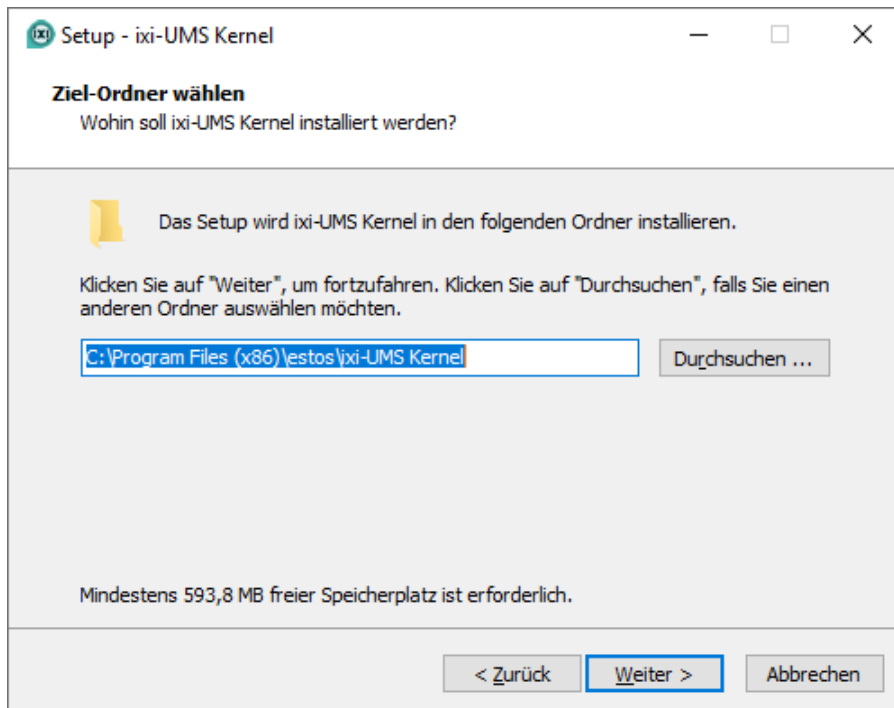 ixi Setup - ixi-UMS Kernel
Ziel-Ordner wählen
Wohin soll ixi-UMS Kernel installiert werden?
Das Setup wird ixi-UMS Kernel in den folgenden Ordner installieren.
Klicken Sie auf "Weiter", um fortzufahren. Klicken Sie auf "Durchsuchen", falls Sie einen
anderen Ordner auswählen möchten.
C:\Program Files (x86)\estos\ixi-UMS Kernel Durchsuchen ...
Mindestens 593,8 MB freier Speicherplatz ist erforderlich.
< Zurück Weiter > Abbrechen